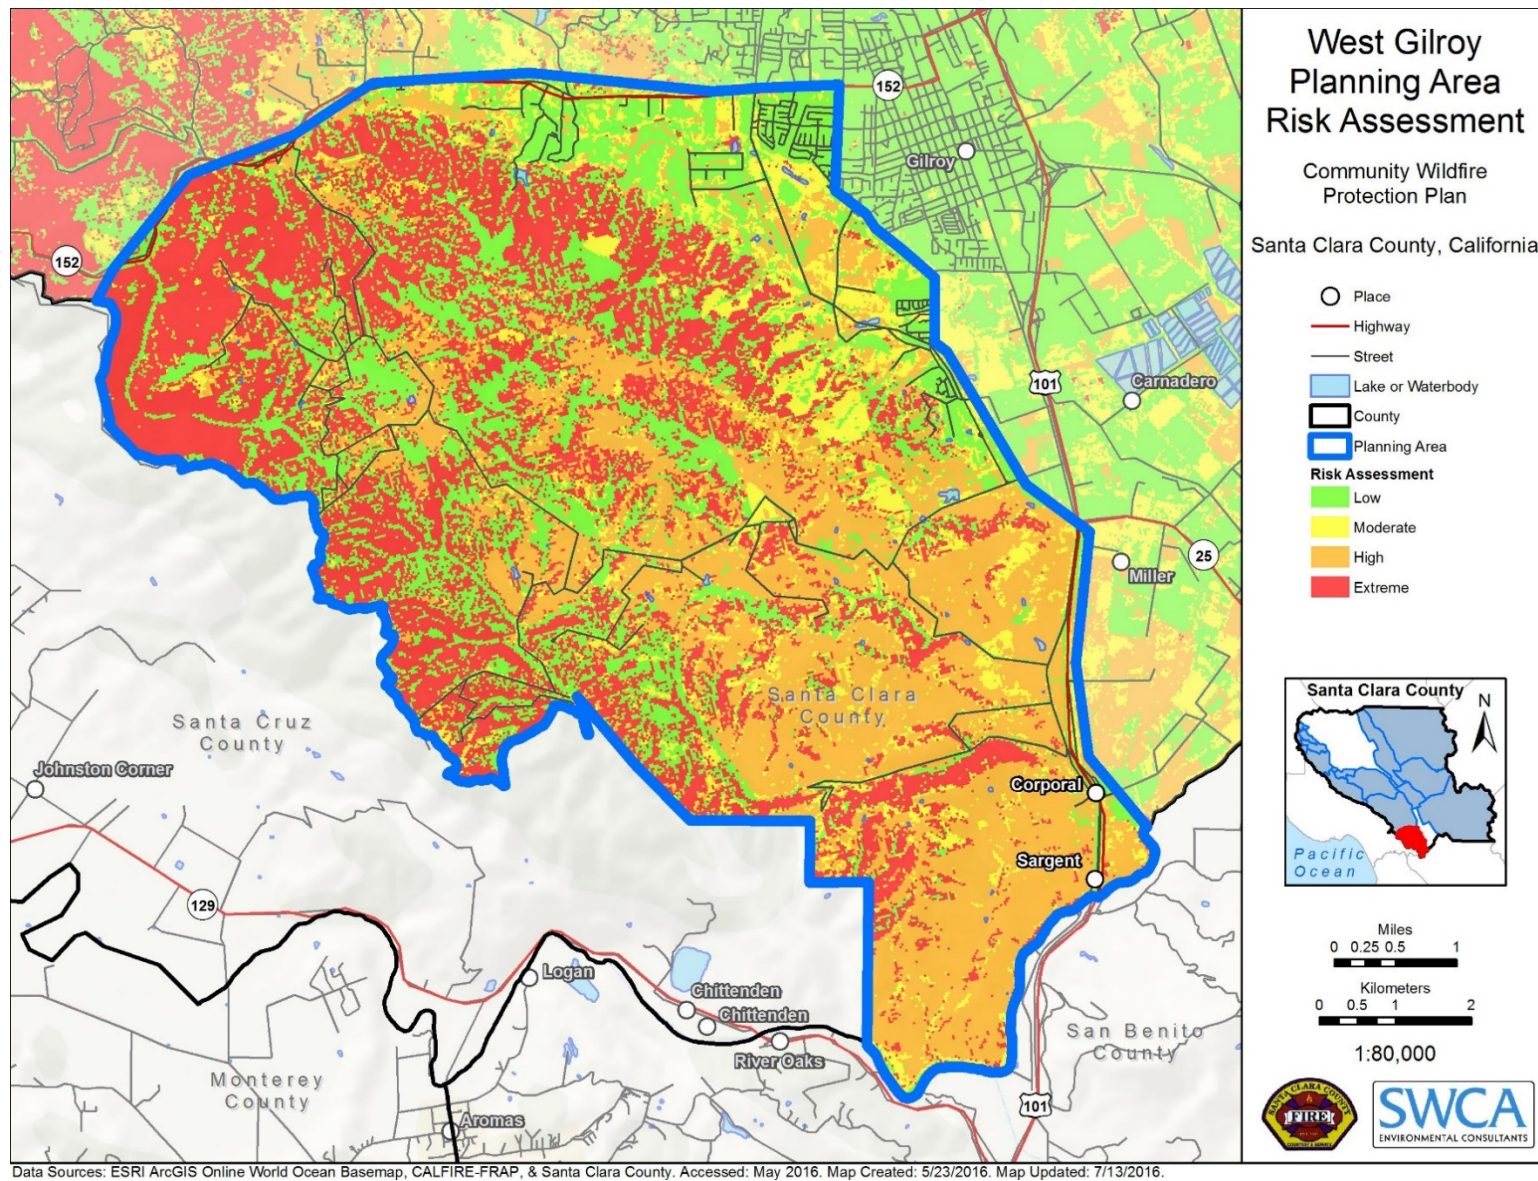 West Gilroy
Planning Area
Risk Assessment
Community Wildfire
Protection Plan
Santa Clara County, California
Place
Highway
Street
Lake or Waterbody
County
Planning Area
Risk Assessment
Low
Moderate
High
Extreme
Santa Clara County
N
Pacific
Ocean
Miles
0 0.25 0.5 1
Kilometers
0 0.5 1 2
1:80,000
SANTA CLARA COUNTY
FIRE
SWCA
ENVIRONMENTAL CONSULTANTS
152
Gilroy
152
101
Carnadero
25
Miller
Santa Clara
County
Santa Cruz
County
Johnston Corner
Corporal
Sargent
129
Logan
Chittenden
Chittenden
River Oaks
San Benito
County
Monterey
County
101
Aromas
Data Sources: ESRI ArcGIS Online World Ocean Basemap, CALFIRE-FRAP, & Santa Clara County. Accessed: May 2016. Map Created: 5/23/2016. Map Updated: 7/13/2016.